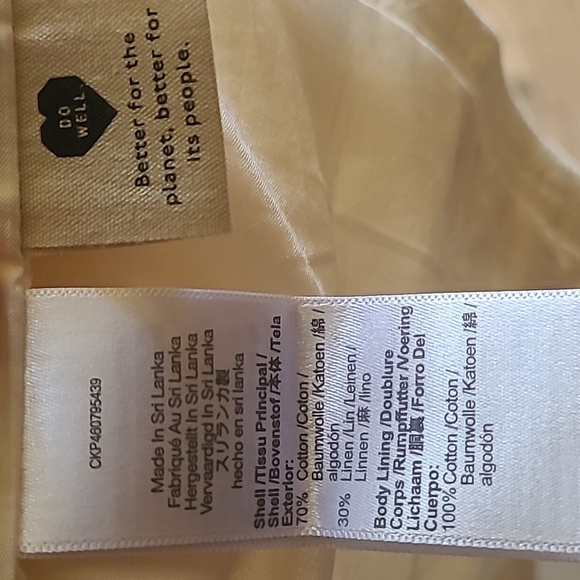 DO
WELL.
Better for the
planet, better for
its people.
CKP460795439
Made In Sri Lanka
Fabriqué Au Sri Lanka
Hergestellt In Sri Lanka
Vervaardigd In Sri Lanka
スリランカ製
hecho en sri lanka
Shell /Tissu Principal /
Shell /Bovenstof /本体 /Tela
Exterior:
70% Cotton /Coton /
Baumwolle /Katoen /綿 /
algodón
30% Linen /Lin /Leinen /
Linnen /麻 /lino
Body Lining /Doublure
Corps /Rumpffutter /Voering
Lichaam /胴裏 /Forro Del
Cuerpo:
100% Cotton /Coton /
Baumwolle /Katoen /綿 /
algodón